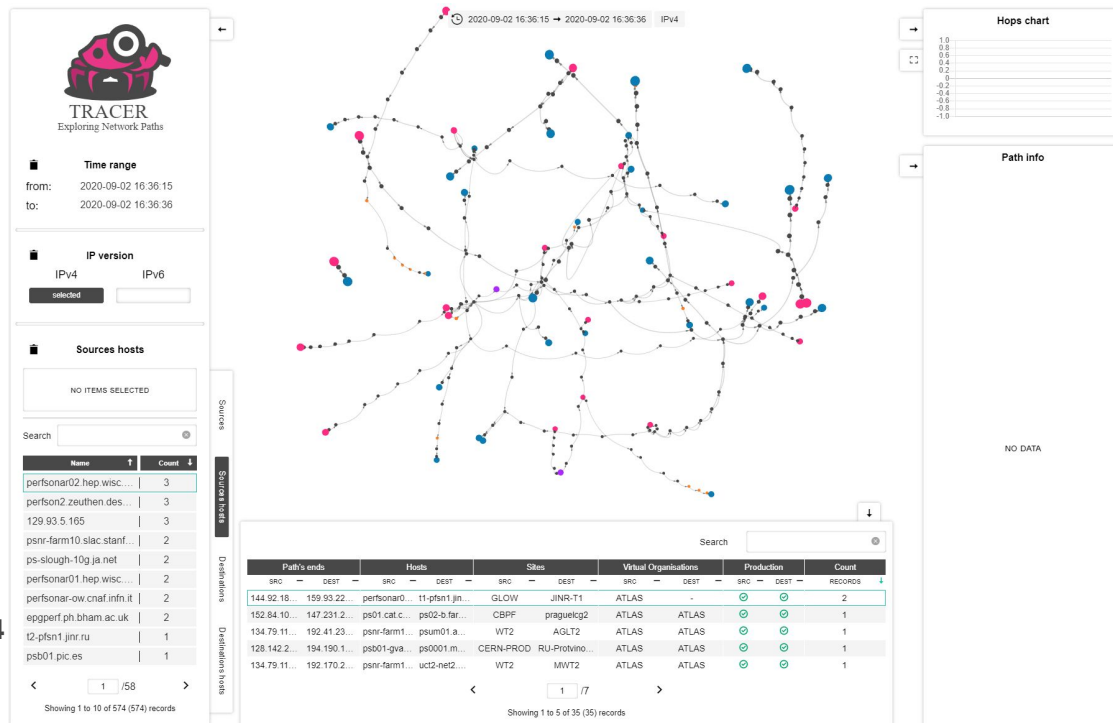 TRACER
Exploring Network Paths
Time range
from: 2020-09-02 16:36:15
to: 2020-09-02 16:36:36
IP version
IPv4 IPv6
selected
Sources hosts
NO ITEMS SELECTED
Search
Name ↑ Count ↓
perfsonar02.hep.wisc.... 3
perfson2.zeuthen.des... 3
129.93.5.165 3
psnr-farm10.slac.stanf... 2
ps-slough-10g.ja.net 2
perfsonar01.hep.wisc.... 2
perfsonar-ow.cnaf.infn.it 2
epgperf.ph.bham.ac.uk 2
t2-pfsn1.jinr.ru 1
psb01.pic.es 1
1 /58
Showing 1 to 10 of 574 (574) records
Sources
Sources hosts
Destinations
Destinations hosts
2020-09-02 16:36:15 → 2020-09-02 16:36:36 IPv4
Search
Path's ends Hosts Sites Virtual Organisations Production Count
SRC — DEST — SRC — DEST — SRC — DEST — SRC — DEST — SRC — DEST — RECORDS ↓
144.92.18... 159.93.22... perfsonar0... t1-pfsn1.jin... GLOW JINR-T1 ATLAS - 2
152.84.10... 147.231.2... ps01.cat.c... ps02-b.far... CBPF praguelcg2 ATLAS ATLAS 1
134.79.11... 192.41.23... psnr-farm1... psum01.a... WT2 AGLT2 ATLAS ATLAS 1
128.142.2... 194.190.1... psb01-gva... ps0001.m... CERN-PROD RU-Protvino... ATLAS ATLAS 1
134.79.11... 192.170.2... psnr-farm1... uct2-net2.... WT2 MWT2 ATLAS ATLAS 1
1 /7
Showing 1 to 5 of 35 (35) records
Hops chart
1.0
0.8
0.6
0.4
0.2
0
-0.2
-0.4
-0.6
-0.8
-1.0
Path info
NO DATA